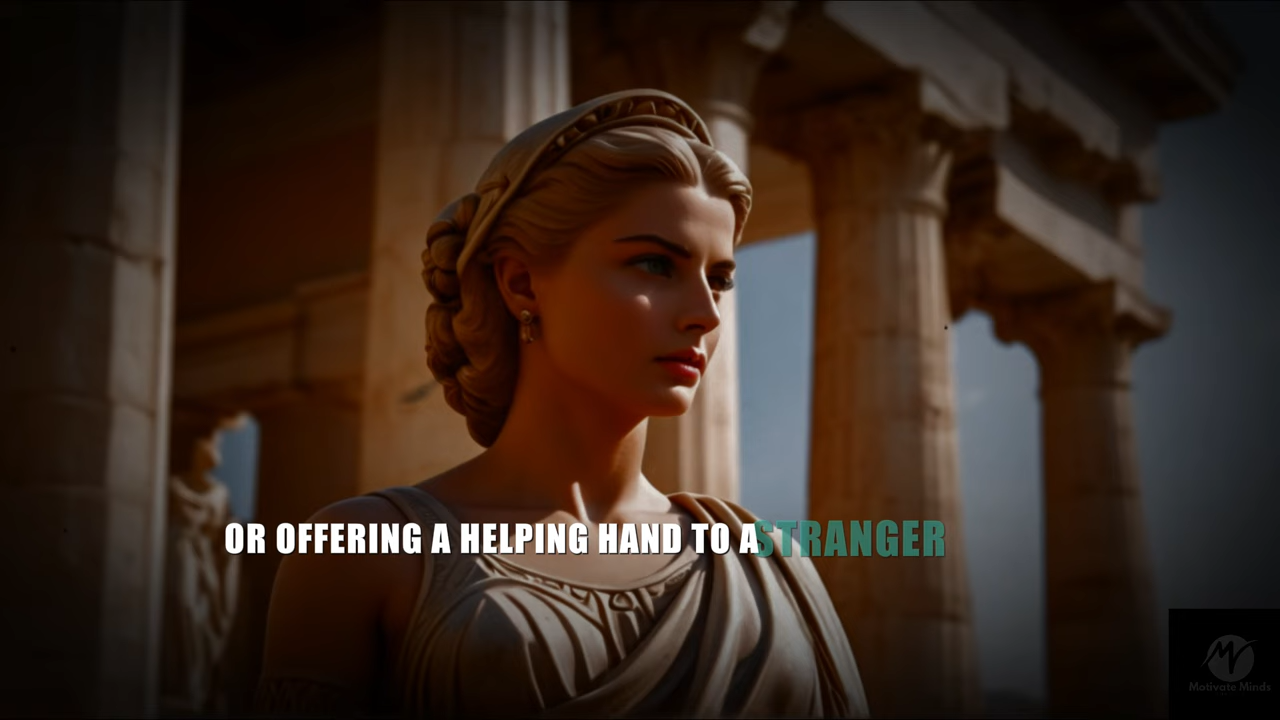 OR OFFERING A HELPING HAND TO A STRANGER
Motivate Minds